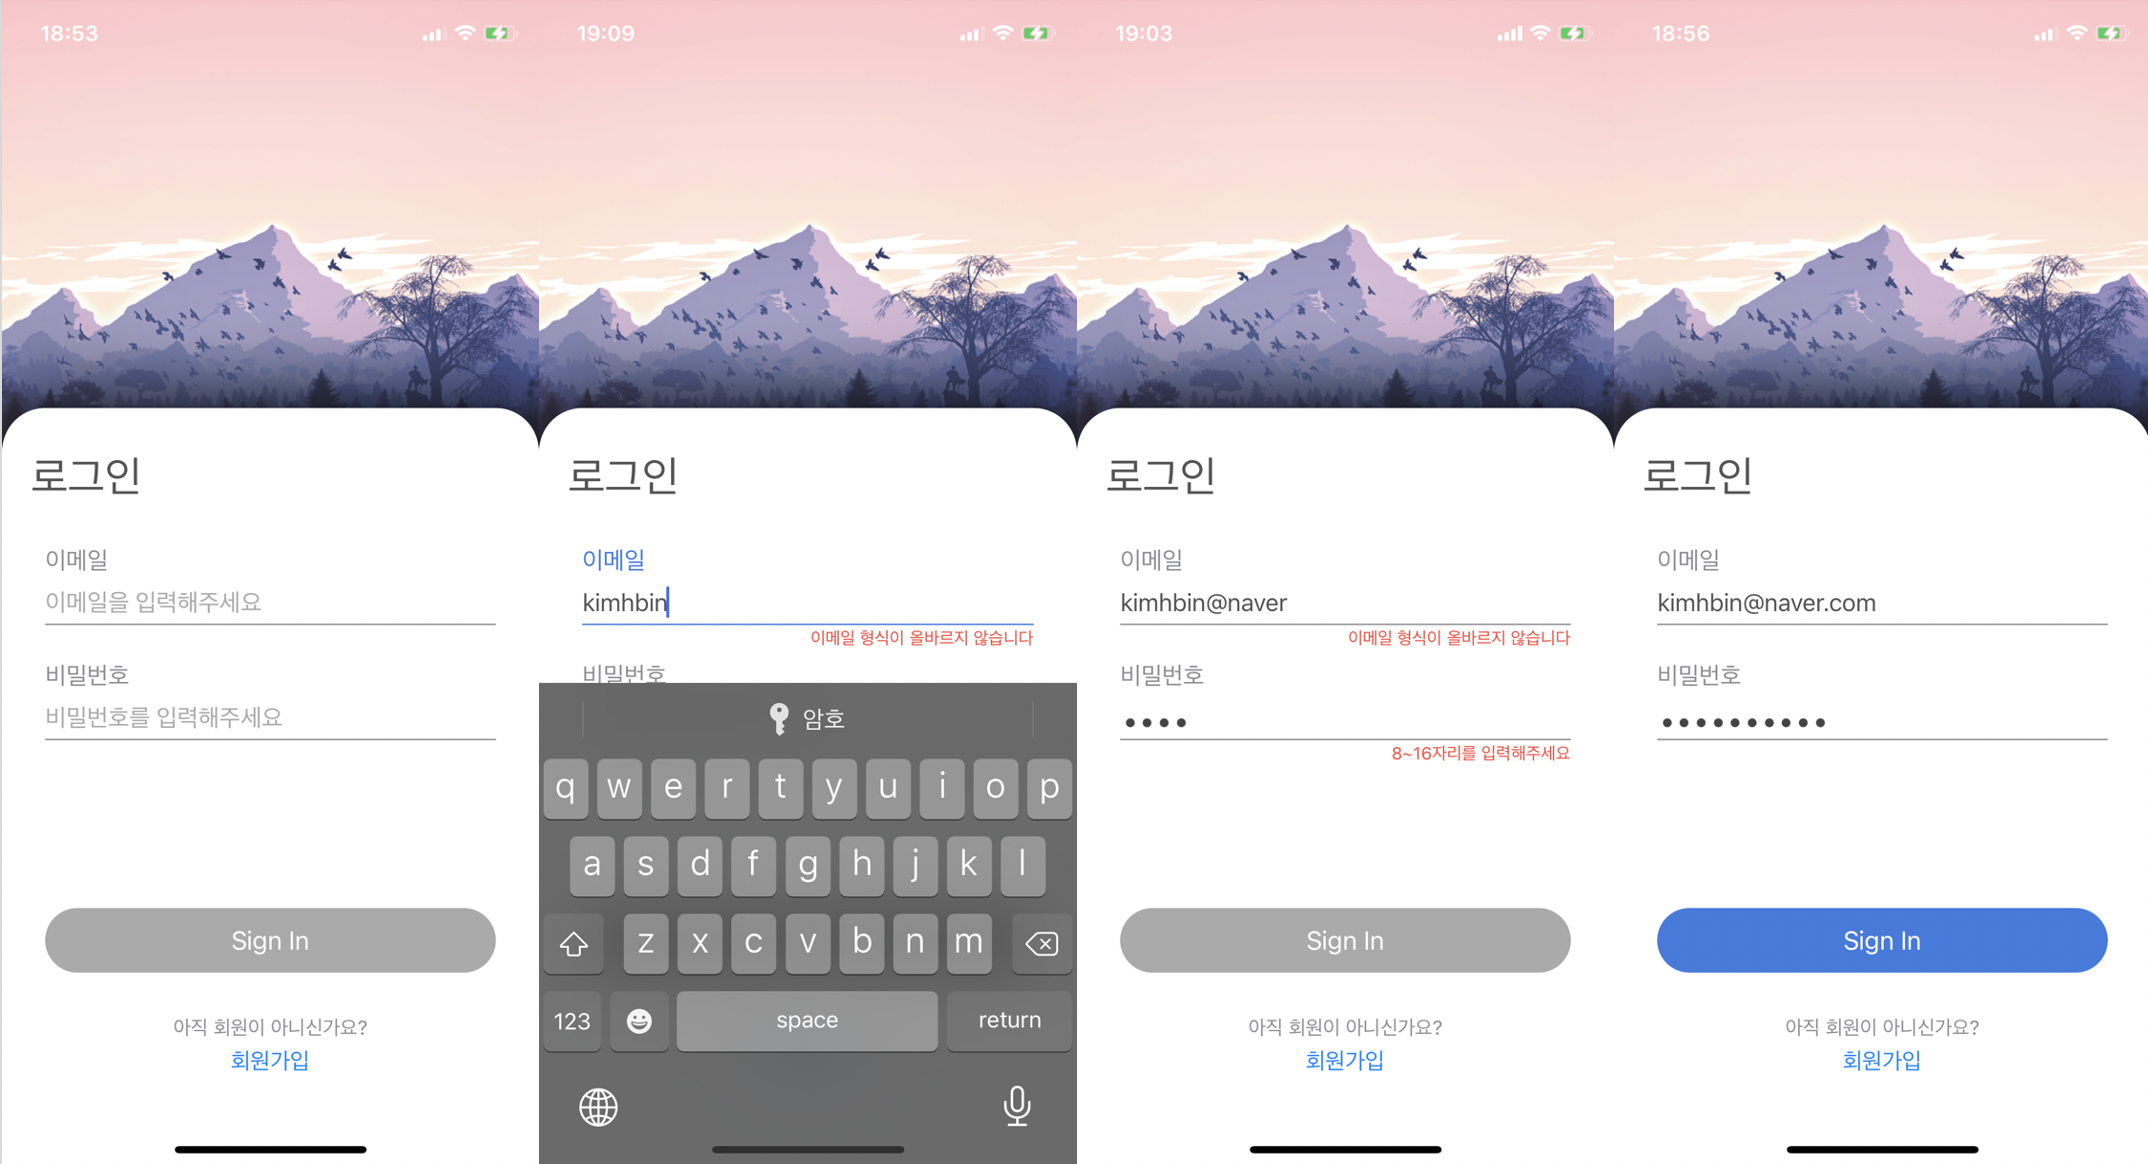 18:53
로그인
이메일
이메일을 입력해주세요
비밀번호
비밀번호를 입력해주세요
Sign In
아직 회원이 아니신가요?
회원가입
19:09
로그인
이메일
kimhbin
이메일 형식이 올바르지 않습니다
비밀번호
암호
q w e r t y u i o p
a s d f g h j k l
z x c v b n m
123 space return
19:03
로그인
이메일
kimhbin@naver
이메일 형식이 올바르지 않습니다
비밀번호
••••
8~16자리를 입력해주세요
Sign In
아직 회원이 아니신가요?
회원가입
18:56
로그인
이메일
kimhbin@naver.com
비밀번호
••••••••••
Sign In
아직 회원이 아니신가요?
회원가입